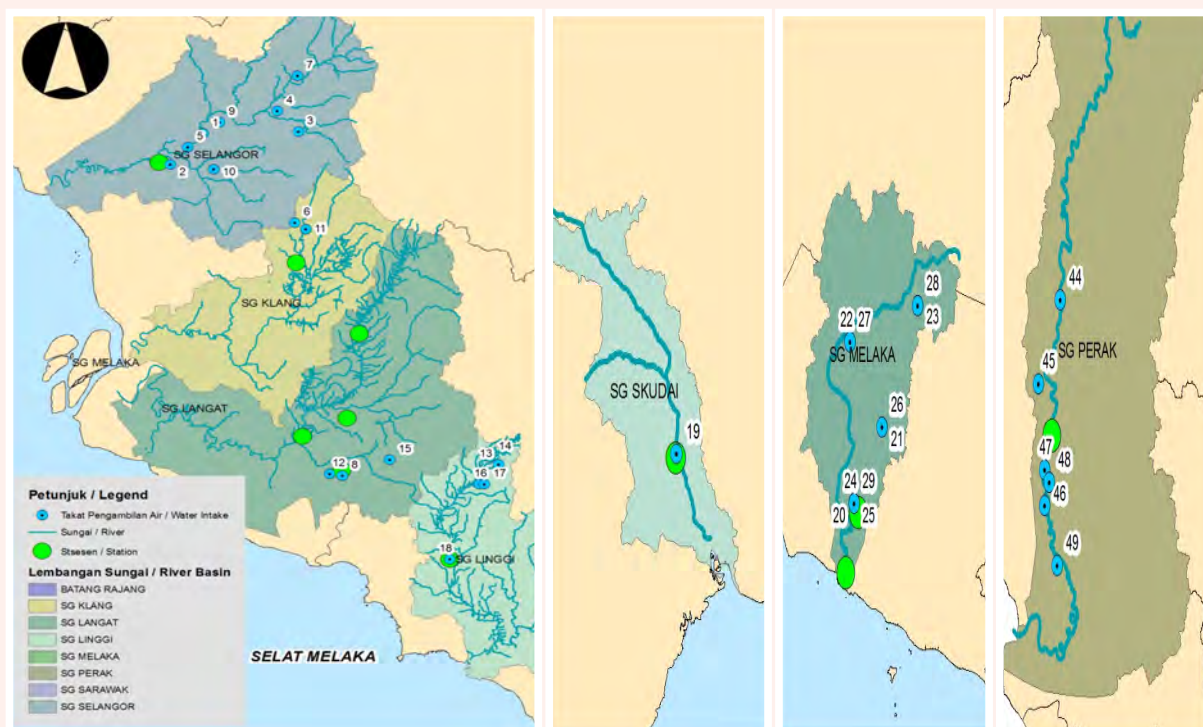 7
4
9
1
3
5
SG SELANGOR
2
10
6
11
SG KLANG
SG MELAKA
SG LANGAT
15
12 8
14
13
16 17
18
SG LINGGI
SELAT MELAKA
Petunjuk / Legend
Takat Pengambilan Air / Water Intake
Sungai / River
Stsesen / Station
Lembangan Sungai / River Basin
BATANG RAJANG
SG KLANG
SG LANGAT
SG LINGGI
SG MELAKA
SG PERAK
SG SARAWAK
SG SELANGOR
SG SKUDAI
19
28
23
22 27
SG MELAKA
26
21
24 29
20 25
44
SG PERAK
45
47 48
46
49